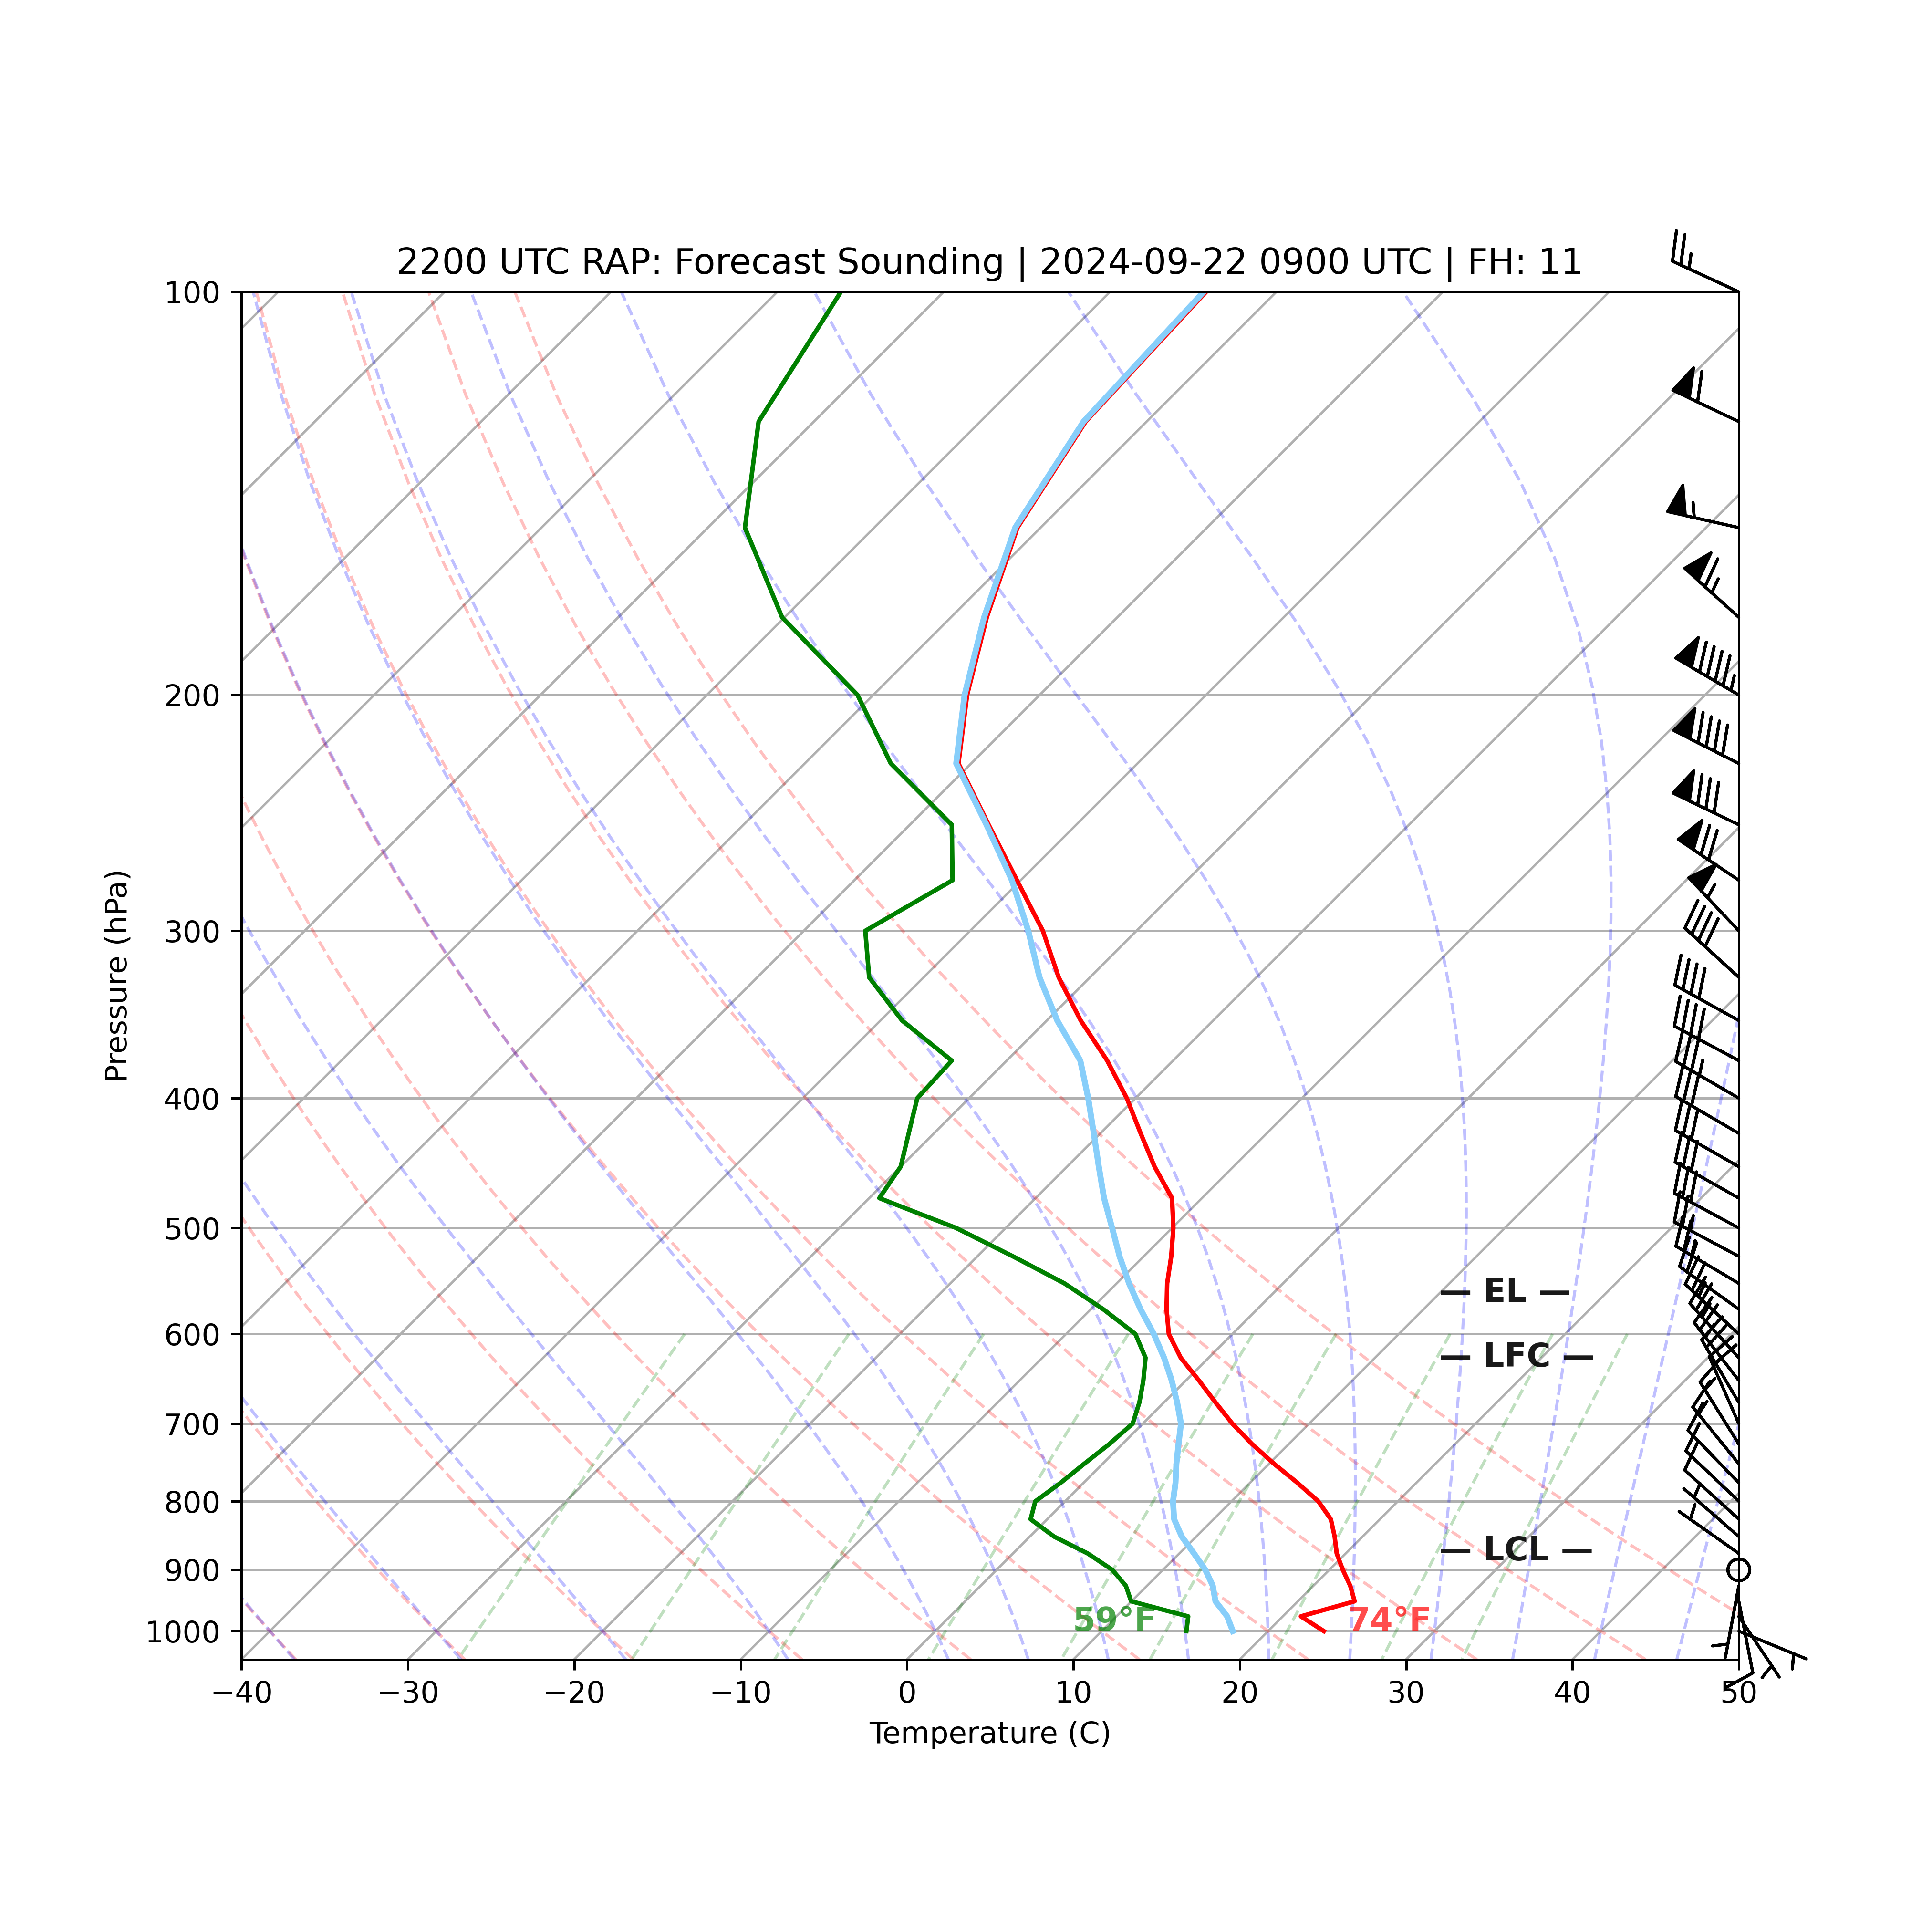 2200 UTC RAP: Forecast Sounding | 2024-09-22 0900 UTC | FH: 11
100
200
300
400
500
600
700
800
900
1000
Pressure (hPa)
— EL —
— LFC —
— LCL —
59°F
74°F
−40 −30 −20 −10 0 10 20 30 40 50
Temperature (C)